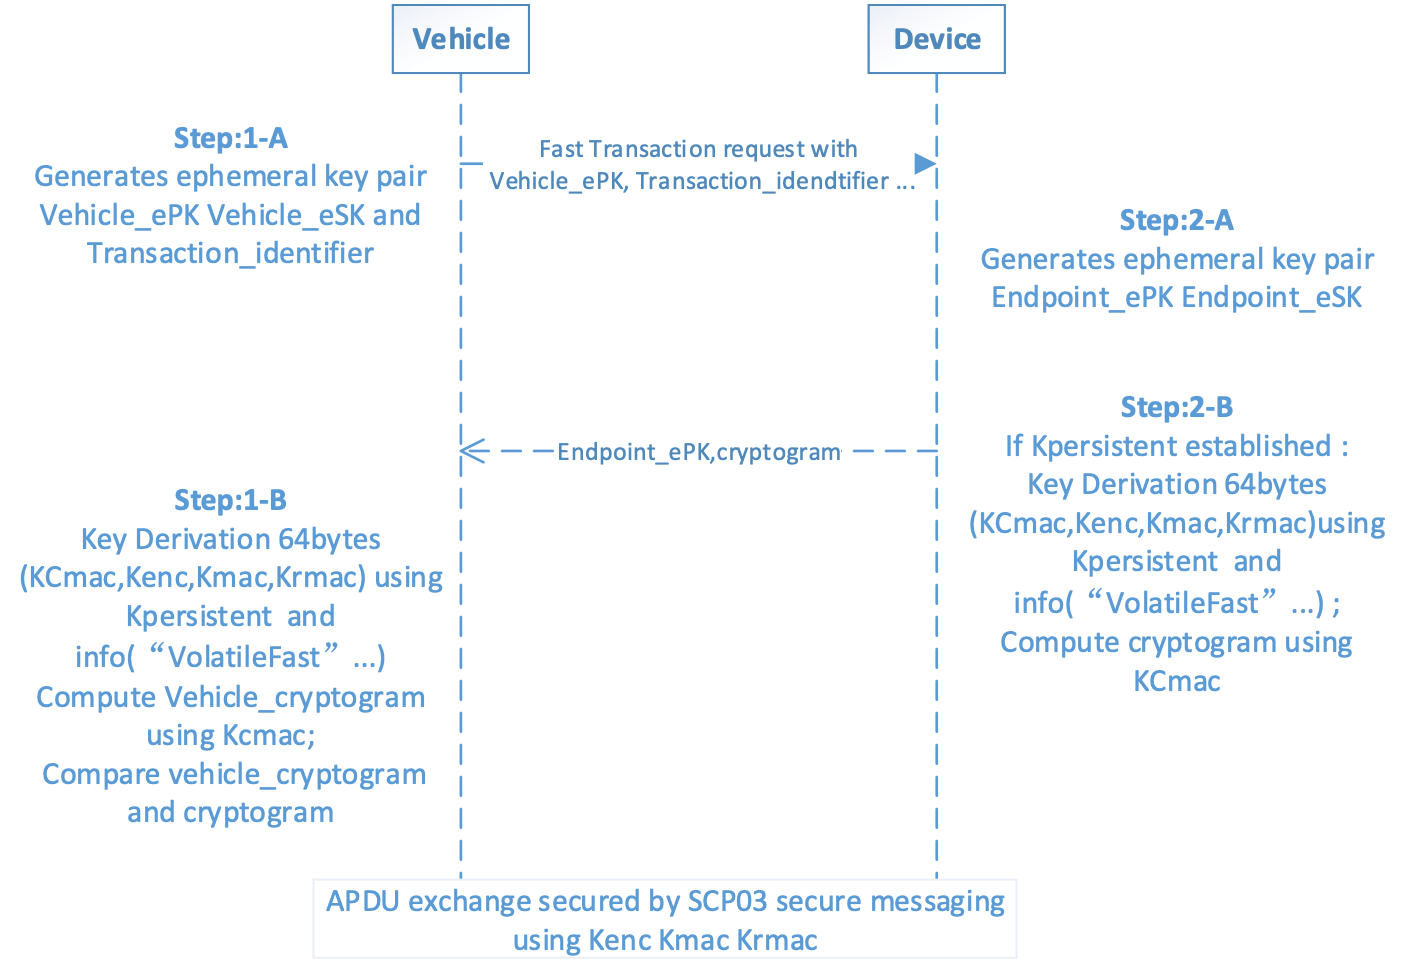 Vehicle
Device
Step:1-A
Generates ephemeral key pair
Vehicle_ePK Vehicle_eSK and
Transaction_identifier
Fast Transaction request with
Vehicle_ePK, Transaction_idendtifier ...
Step:2-A
Generates ephemeral key pair
Endpoint_ePK Endpoint_eSK
Step:2-B
If Kpersistent established :
Key Derivation 64bytes
(KCmac,Kenc,Kmac,Krmac)using
Kpersistent and
info( “VolatileFast” ...) ;
Compute cryptogram using
KCmac
Endpoint_ePK,cryptogram
Step:1-B
Key Derivation 64bytes
(KCmac,Kenc,Kmac,Krmac) using
Kpersistent and
info( “VolatileFast” ...)
Compute Vehicle_cryptogram
using Kcmac;
Compare vehicle_cryptogram
and cryptogram
APDU exchange secured by SCP03 secure messaging
using Kenc Kmac Krmac